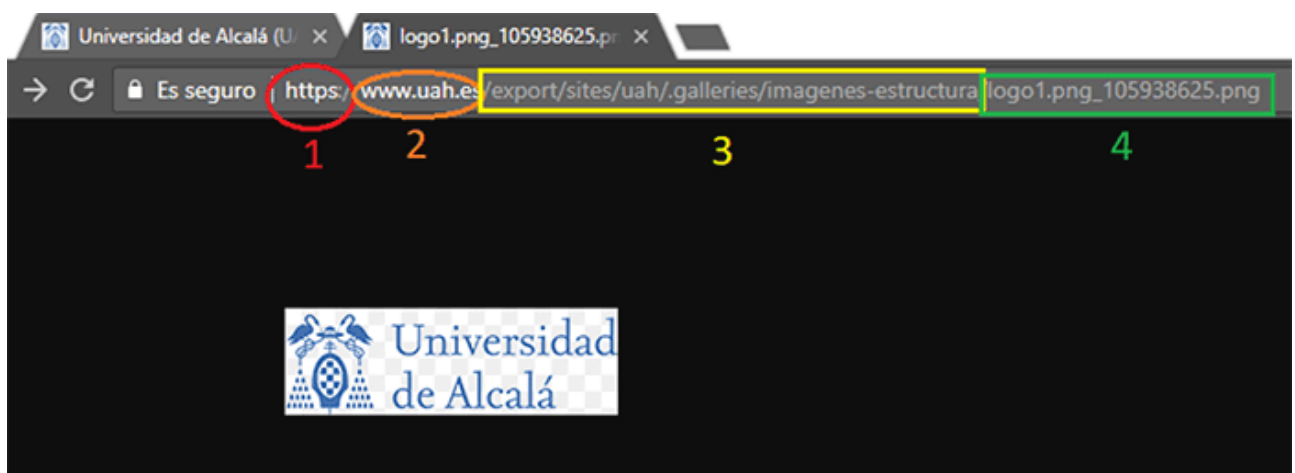 Universidad de Alcalá (U logo1.png_105938625.p
Es seguro https:/ www.uah.es/export/sites/uah/.galleries/imagenes-estructura/logo1.png_105938625.png
1 2 3 4
Universidad
de Alcalá